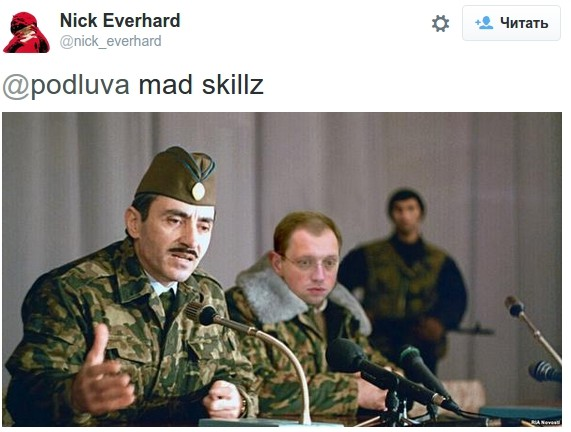 Nick Everhard
@nick_everhard
Читать
@podluva mad skillz
RIA Novosti